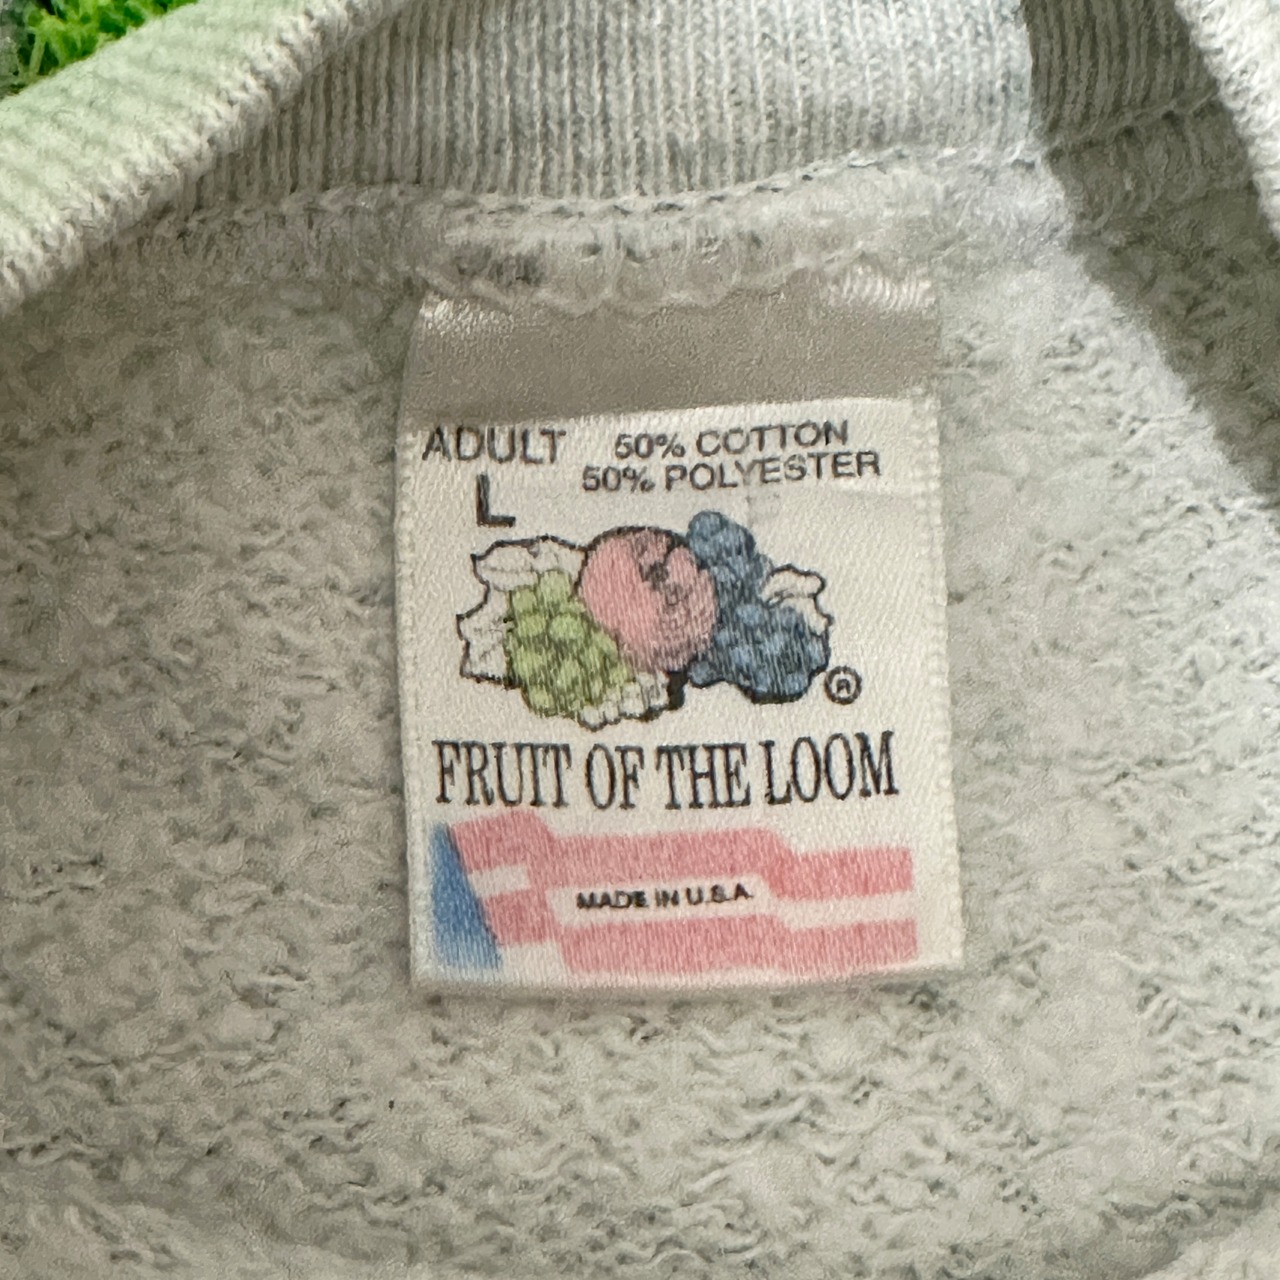 ADULT 50% COTTON
L 50% POLYESTER
®
FRUIT OF THE LOOM
MADE IN U.S.A.